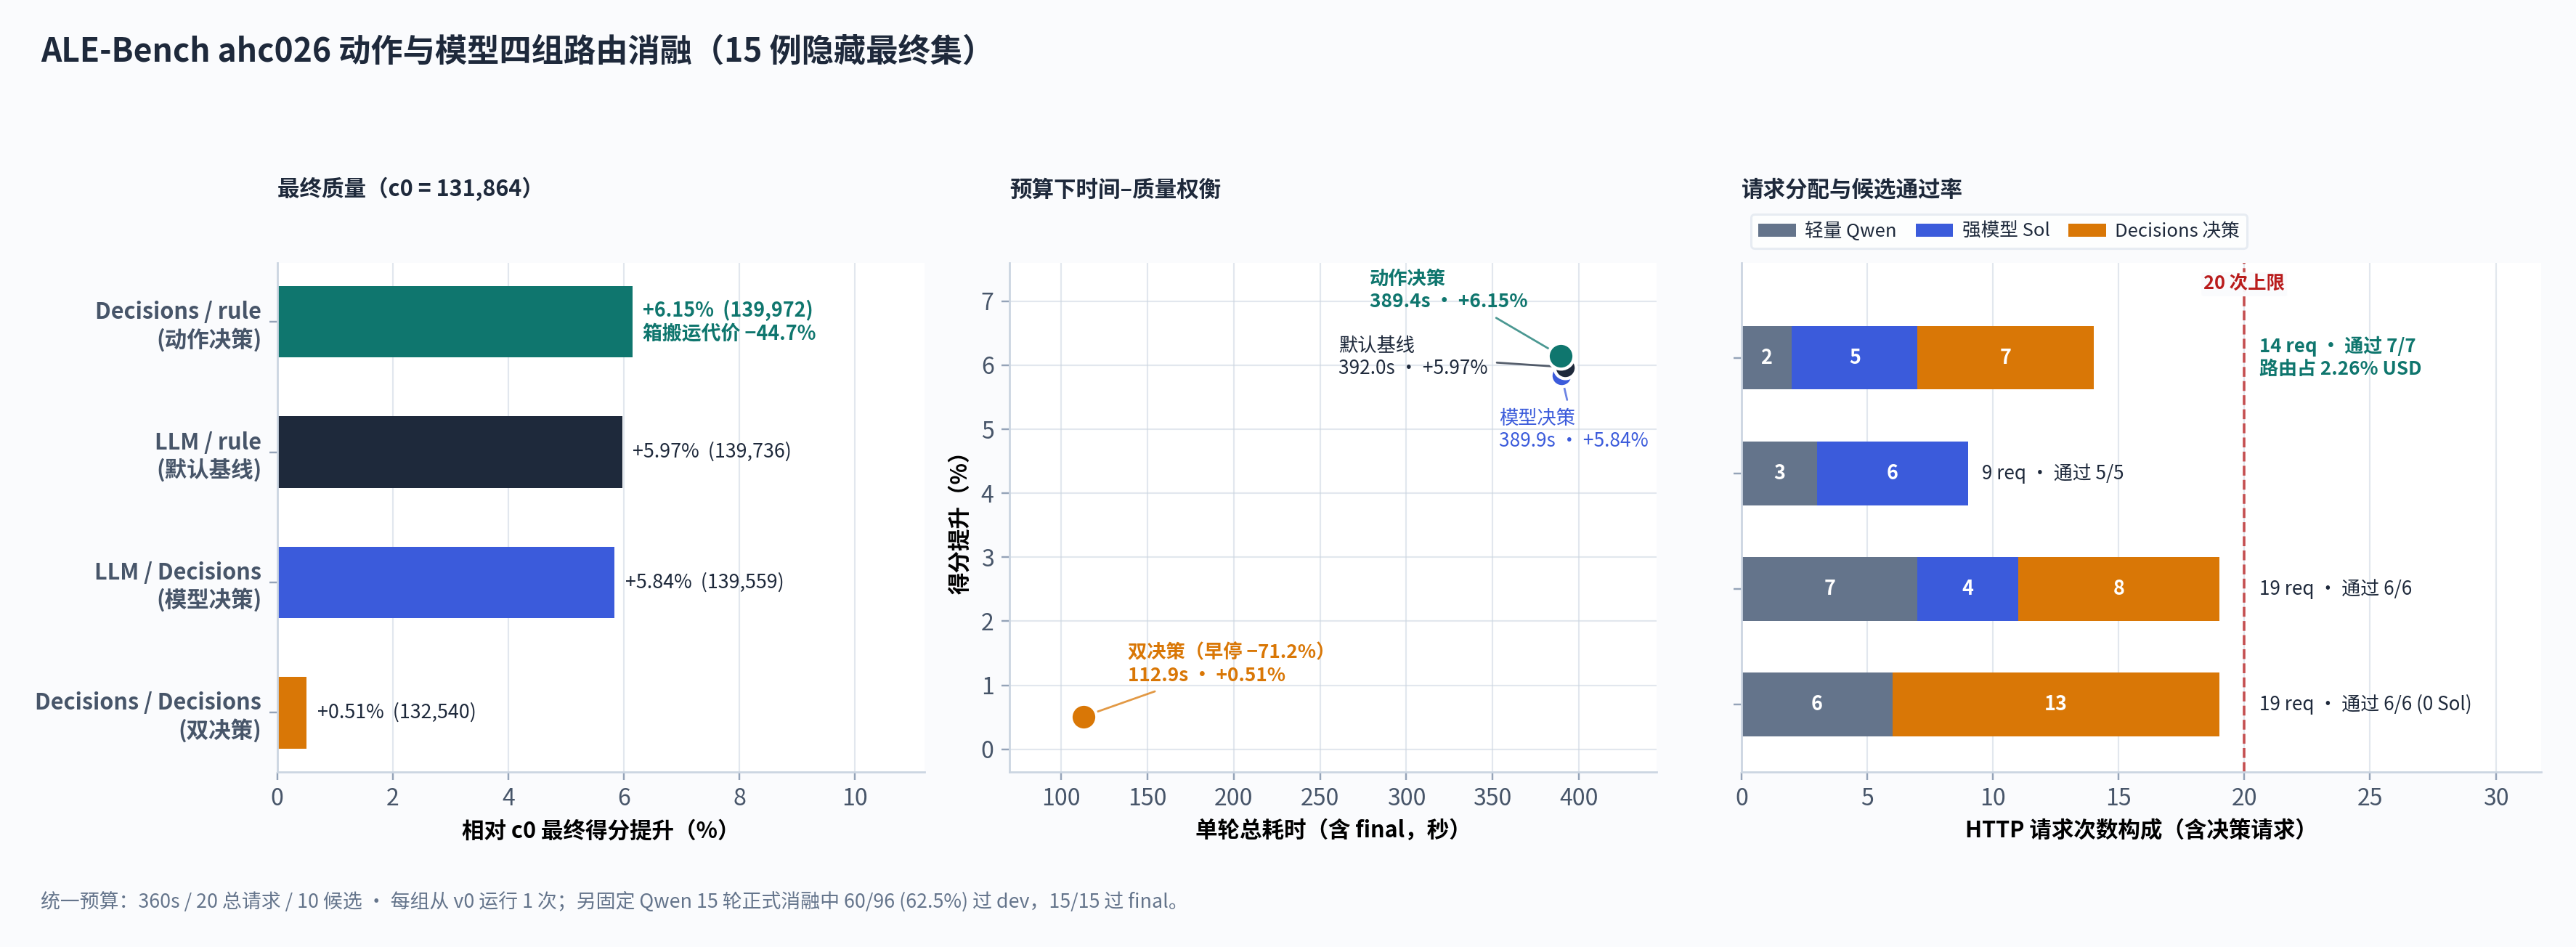 ALE-Bench ahc026 动作与模型四组路由消融（15 例隐藏最终集）
最终质量（c0 = 131,864）
Decisions / rule
(动作决策)
LLM / rule
(默认基线)
LLM / Decisions
(模型决策)
Decisions / Decisions
(双决策)
+6.15% (139,972)
箱搬运代价 −44.7%
+5.97% (139,736)
+5.84% (139,559)
+0.51% (132,540)
0 2 4 6 8 10
相对 c0 最终得分提升（%）
预算下时间–质量权衡
得分提升（%）
7
6
5
4
3
2
1
0
动作决策
389.4s • +6.15%
默认基线
392.0s • +5.97%
模型决策
389.9s • +5.84%
双决策（早停 −71.2%）
112.9s • +0.51%
100 150 200 250 300 350 400
单轮总耗时（含 final，秒）
请求分配与候选通过率
轻量 Qwen 强模型 Sol Decisions 决策
20 次上限
2 5 7
14 req • 通过 7/7
路由占 2.26% USD
3 6
9 req • 通过 5/5
7 4 8
19 req • 通过 6/6
6 13
19 req • 通过 6/6 (0 Sol)
0 5 10 15 20 25 30
HTTP 请求次数构成（含决策请求）
统一预算：360s / 20 总请求 / 10 候选 • 每组从 v0 运行 1 次；另固定 Qwen 15 轮正式消融中 60/96 (62.5%) 过 dev，15/15 过 final。